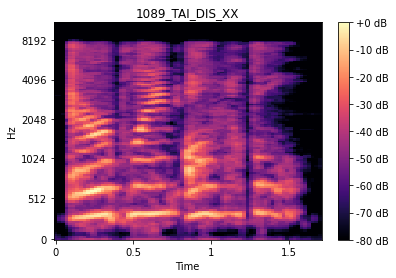 1089_TAI_DIS_XX
+0 dB
8192
-10 dB
4096
-20 dB
-30 dB
2048
Hz
-40 dB
1024
-50 dB
512
-60 dB
-70 dB
0
-80 dB
0
0.5
1
1.5
Time